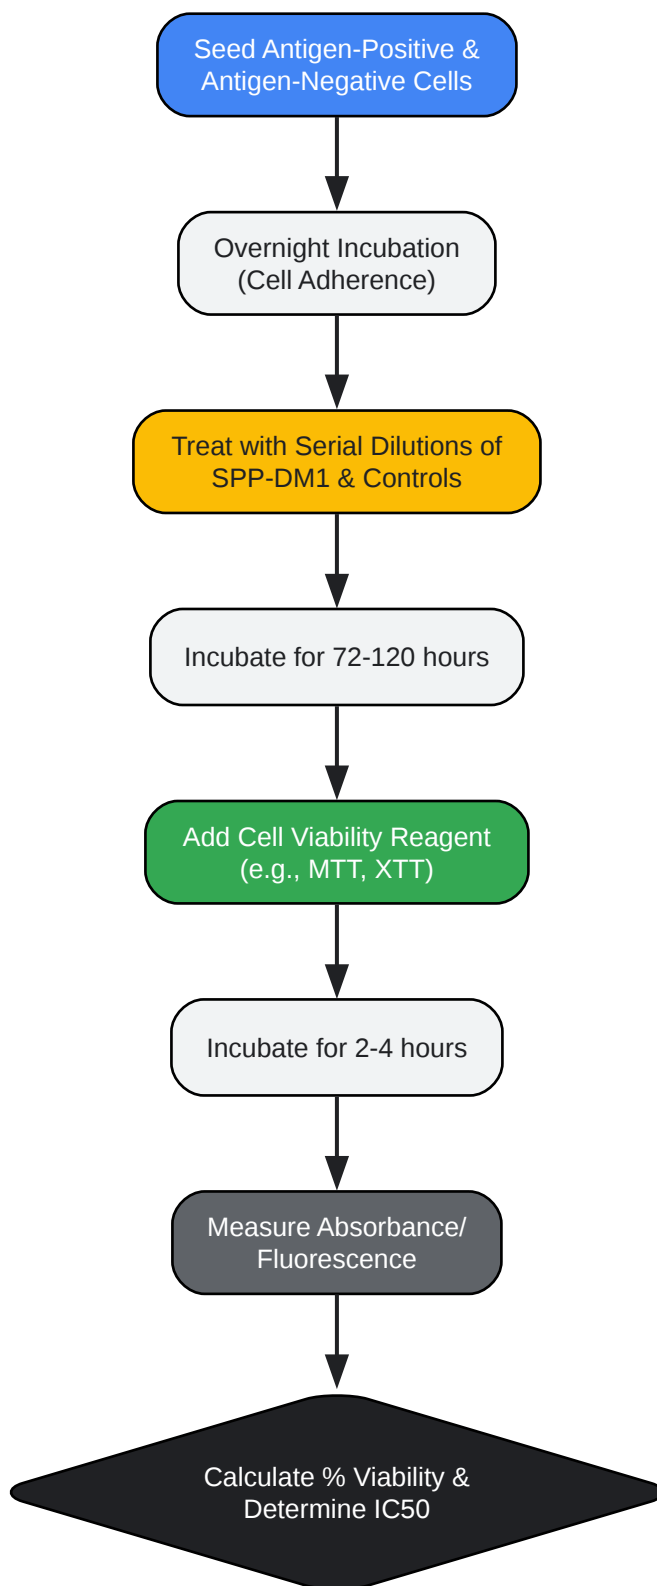 Seed Antigen-Positive &
Antigen-Negative Cells
Overnight Incubation
(Cell Adherence)
Treat with Serial Dilutions of
SPP-DM1 & Controls
Incubate for 72-120 hours
Add Cell Viability Reagent
(e.g., MTT, XTT)
Incubate for 2-4 hours
Measure Absorbance/
Fluorescence
Calculate % Viability &
Determine IC50